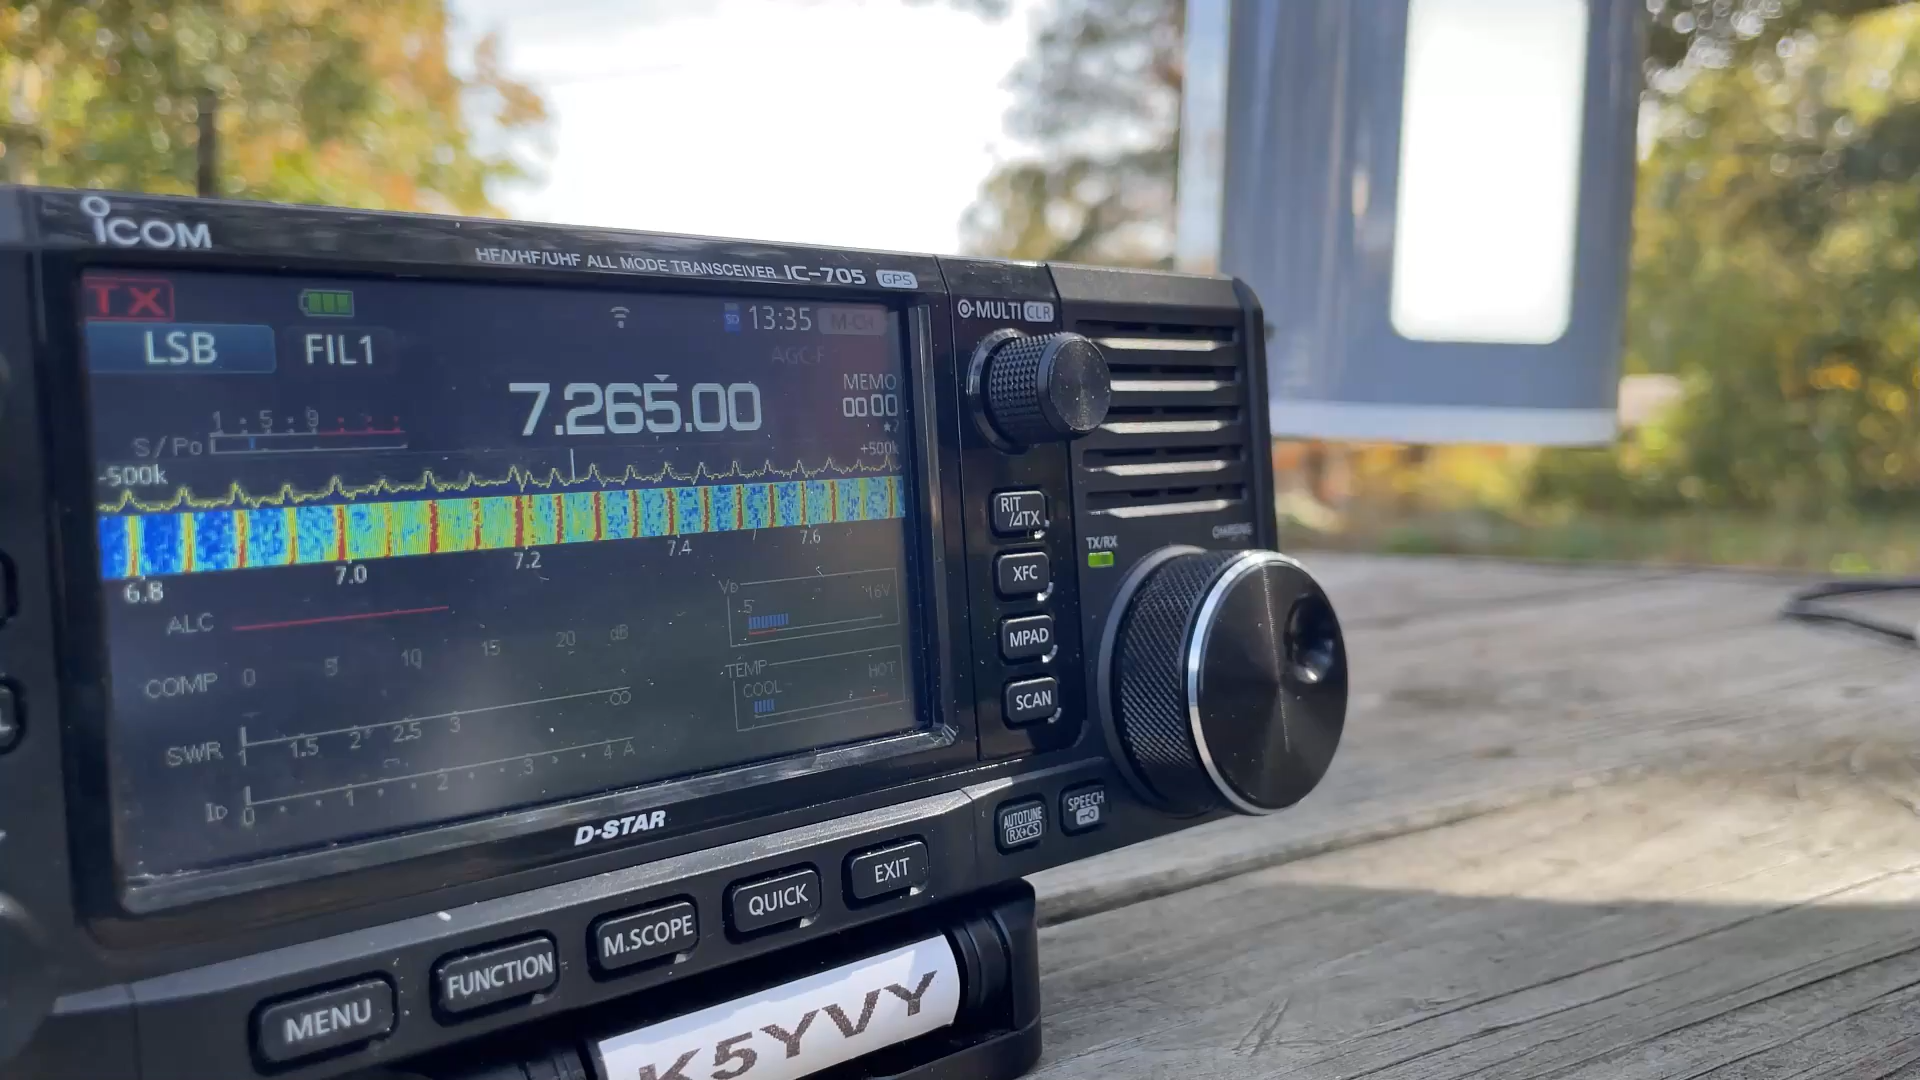 ICOM
HF/VHF/UHF ALL MODE TRANSCEIVER IC-705 GPS
TX
SD 13:35 M-CH
LSB FIL1
AGC-F
7.265.00
MEMO
00 00
1 5 9
S/Po
-500k
+500k
6.8 7.0 7.2 7.4 7.6
ALC
COMP 0 5 10 15 20 dB
SWR 1.5 2 2.5 3 ∞
ID 0 1 2 3 4 A
VD
5 16V
TEMP
COOL HOT
D-STAR
MULTI CLR
RIT
/ΔTX
XFC
MPAD
SCAN
TX/RX
CHARGING
AUTOTUNE
RX→CS
SPEECH
MENU
FUNCTION
M.SCOPE
QUICK
EXIT
K5YVY